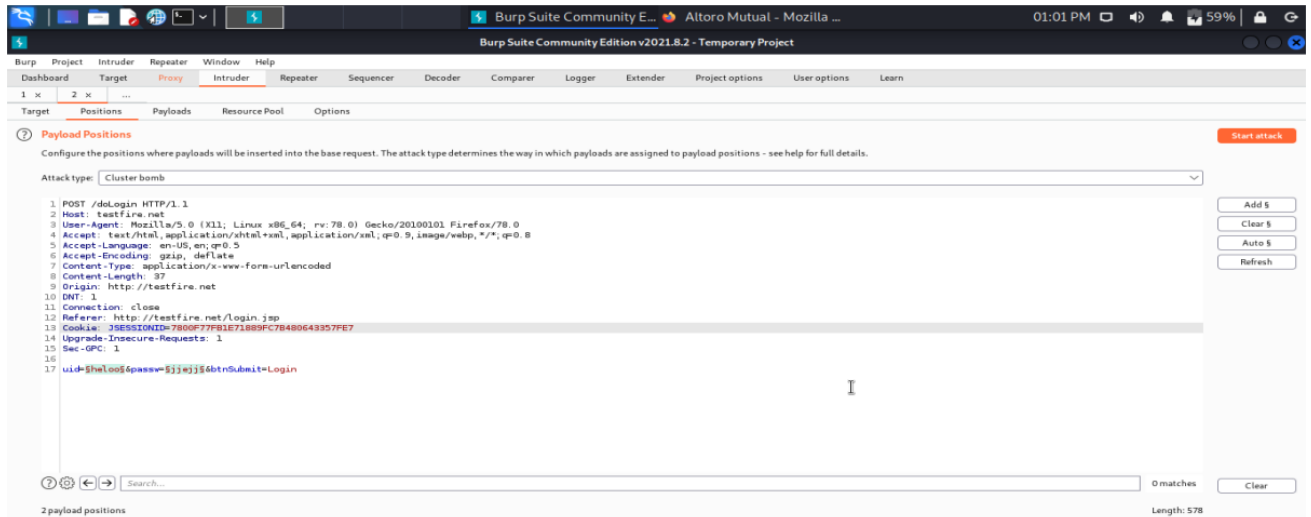 Burp Suite Community E... Altoro Mutual - Mozilla ... 01:01 PM 59%
Burp Suite Community Edition v2021.8.2 - Temporary Project
Burp Project Intruder Repeater Window Help
Dashboard Target Proxy Intruder Repeater Sequencer Decoder Comparer Logger Extender Project options User options Learn
1 × 2 × ...
Target Positions Payloads Resource Pool Options
? Payload Positions Start attack
Configure the positions where payloads will be inserted into the base request. The attack type determines the way in which payloads are assigned to payload positions - see help for full details.
Attack type: Cluster bomb
1 POST /doLogin HTTP/1.1 Add §
2 Host: testfire.net
3 User-Agent: Mozilla/5.0 (X11; Linux x86_64; rv:78.0) Gecko/20100101 Firefox/78.0 Clear §
4 Accept: text/html,application/xhtml+xml,application/xml;q=0.9,image/webp,*/*;q=0.8
5 Accept-Language: en-US,en;q=0.5 Auto §
6 Accept-Encoding: gzip, deflate
7 Content-Type: application/x-www-form-urlencoded Refresh
8 Content-Length: 37
9 Origin: http://testfire.net
10 DNT: 1
11 Connection: close
12 Referer: http://testfire.net/login.jsp
13 Cookie: JSESSIONID=7800F77FB1E71889FC7B480643357FE7
14 Upgrade-Insecure-Requests: 1
15 Sec-GPC: 1
16
17 uid=§heloo§&passw=§jjejj§&btnSubmit=Login
? Search... 0 matches Clear
2 payload positions Length: 578